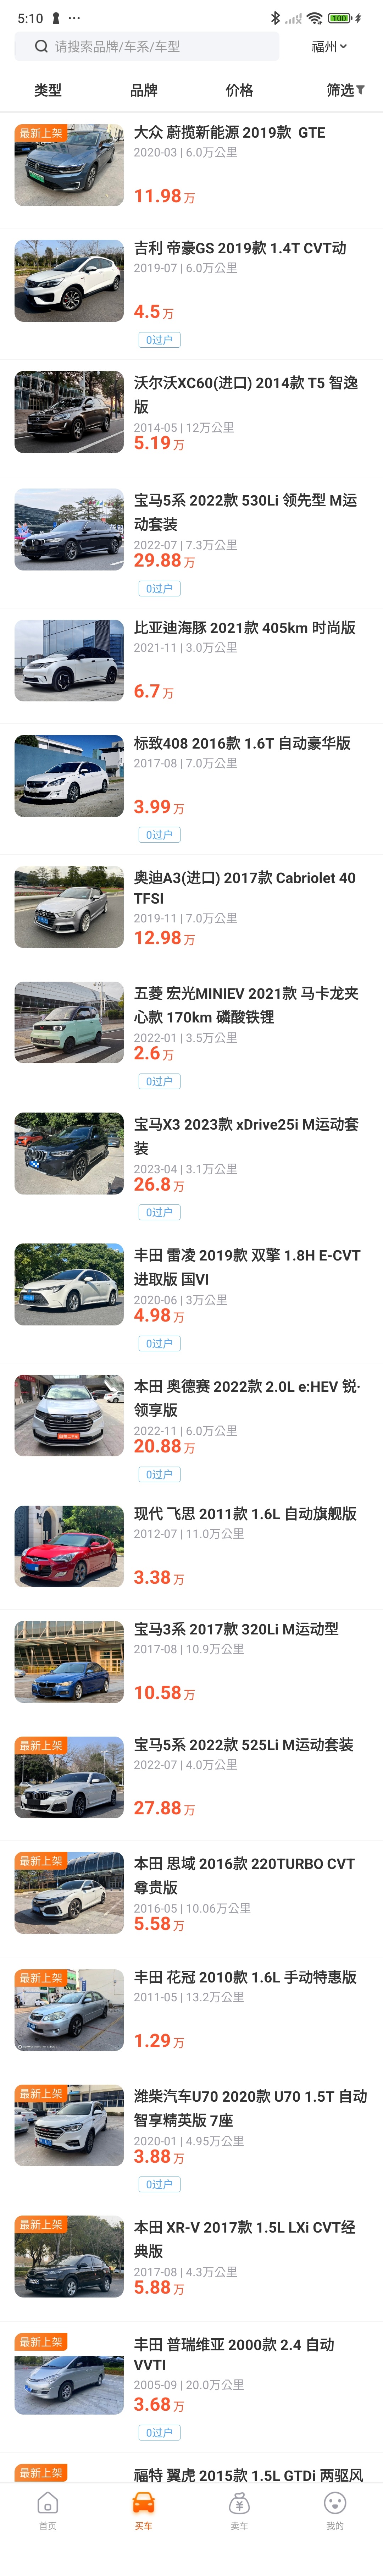 5:10
100
请搜索品牌/车系/车型
福州
类型
品牌
价格
筛选
最新上架
大众 蔚揽新能源 2019款 GTE
2020-03 | 6.0万公里
11.98万
吉利 帝豪GS 2019款 1.4T CVT动
2019-07 | 6.0万公里
4.5万
0过户
沃尔沃XC60(进口) 2014款 T5 智逸
版
2014-05 | 12万公里
5.19万
宝马5系 2022款 530Li 领先型 M运
动套装
2022-07 | 7.3万公里
29.88万
0过户
比亚迪海豚 2021款 405km 时尚版
2021-11 | 3.0万公里
6.7万
标致408 2016款 1.6T 自动豪华版
2017-08 | 7.0万公里
3.99万
0过户
奥迪A3(进口) 2017款 Cabriolet 40
TFSI
2019-11 | 7.0万公里
12.98万
五菱 宏光MINIEV 2021款 马卡龙夹
心款 170km 磷酸铁锂
2022-01 | 3.5万公里
2.6万
0过户
宝马X3 2023款 xDrive25i M运动套
装
2023-04 | 3.1万公里
26.8万
0过户
丰田 雷凌 2019款 双擎 1.8H E-CVT
进取版 国VI
2020-06 | 3万公里
4.98万
0过户
本田 奥德赛 2022款 2.0L e:HEV 锐·
领享版
2022-11 | 6.0万公里
20.88万
0过户
现代 飞思 2011款 1.6L 自动旗舰版
2012-07 | 11.0万公里
3.38万
宝马3系 2017款 320Li M运动型
2017-08 | 10.9万公里
10.58万
最新上架
宝马5系 2022款 525Li M运动套装
2022-07 | 4.0万公里
27.88万
最新上架
本田 思域 2016款 220TURBO CVT
尊贵版
2016-05 | 10.06万公里
5.58万
最新上架
丰田 花冠 2010款 1.6L 手动特惠版
2011-05 | 13.2万公里
1.29万
最新上架
潍柴汽车U70 2020款 U70 1.5T 自动
智享精英版 7座
2020-01 | 4.95万公里
3.88万
0过户
最新上架
本田 XR-V 2017款 1.5L LXi CVT经
典版
2017-08 | 4.3万公里
5.88万
最新上架
丰田 普瑞维亚 2000款 2.4 自动
VVTI
2005-09 | 20.0万公里
3.68万
0过户
最新上架
福特 翼虎 2015款 1.5L GTDi 两驱风
首页
买车
卖车
我的